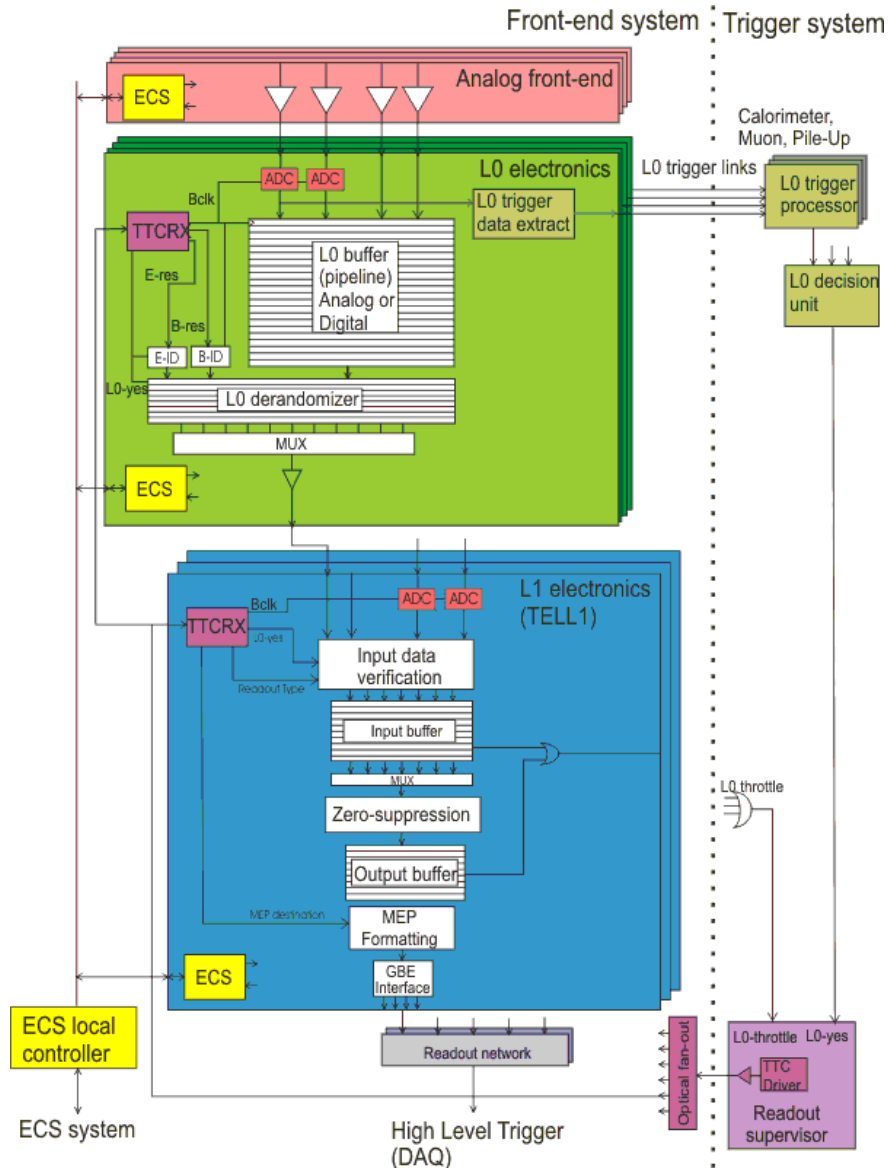 Front-end system
Trigger system
Analog front-end
ECS
Calorimeter,
Muon, Pile-Up
L0 electronics
L0 trigger links
ADC
ADC
Bclk
L0 trigger
data extract
L0 trigger
processor
TTCRX
L0 buffer
(pipeline)
Analog or
Digital
E-res
L0 decision
unit
B-res
E-ID
B-ID
L0-yes
L0 derandomizer
MUX
ECS
L1 electronics
(TELL1)
ADC
ADC
Bclk
TTCRX
L0-yes
Input data
verification
Readout Type
Input buffer
MUX
L0 throttle
Zero-suppression
Output buffer
MEP destination
MEP
Formatting
ECS
GBE
Interface
ECS local
controller
Readout network
Optical fan-out
L0-throttle
L0-yes
TTC
Driver
Readout
supervisor
ECS system
High Level Trigger
(DAQ)